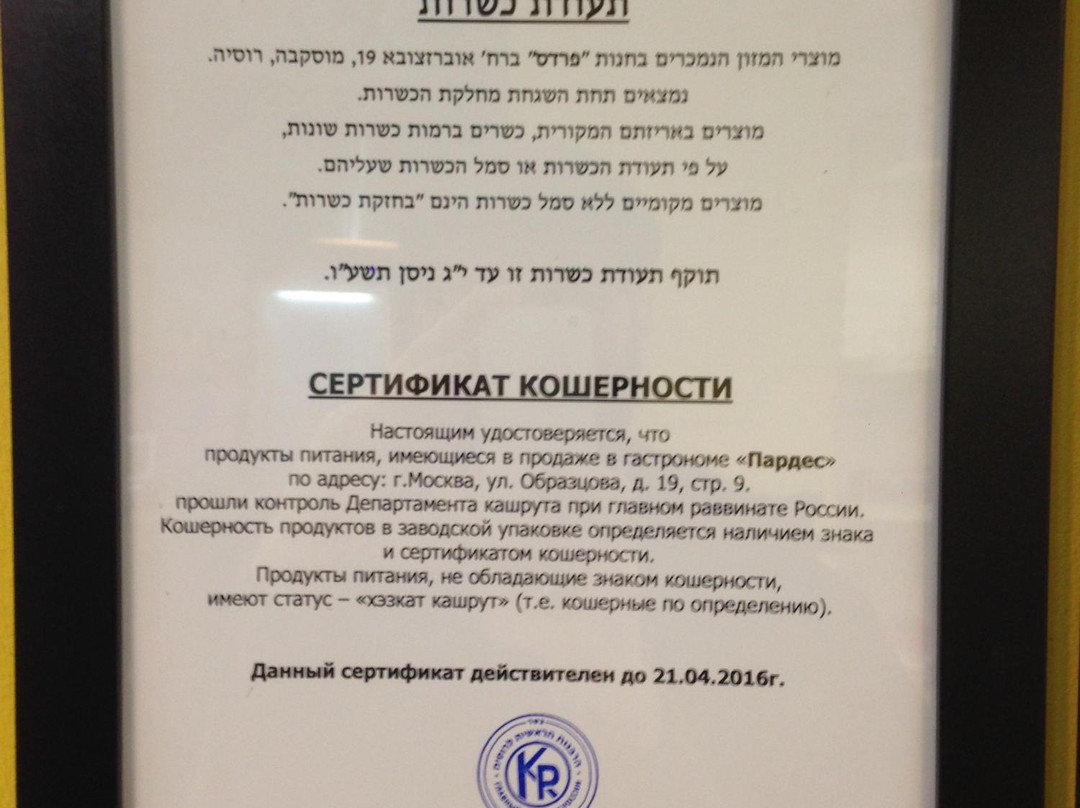 תעודת כשרות
מוצרי המזון הנמכרים בחנות "פרדס" ברח' אוברזצובא 19, מוסקבה, רוסיה.
נמצאים תחת השגחת מחלקת הכשרות.
מוצרים באריזתם המקורית, כשרים ברמות כשרות שונות,
על פי תעודת הכשרות או סמל הכשרות שעליהם.
מוצרים מקומיים ללא סמל כשרות הינם "בחזקת כשרות".
תוקף תעודת כשרות זו עד י"ג ניסן תשע"ו.
СЕРТИФИКАТ КОШЕРНОСТИ
Настоящим удостоверяется, что
продукты питания, имеющиеся в продаже в гастрономе «Пардес»
по адресу: г.Москва, ул. Образцова, д. 19, стр. 9.
прошли контроль Департамента кашрута при главном раввинате России.
Кошерность продуктов в заводской упаковке определяется наличием знака
и сертификатом кошерности.
Продукты питания, не обладающие знаком кошерности,
имеют статус – «хэзкат кашрут» (т.е. кошерные по определению).
Данный сертификат действителен до 21.04.2016г.
הרבנות הראשית לרוסיה
KR